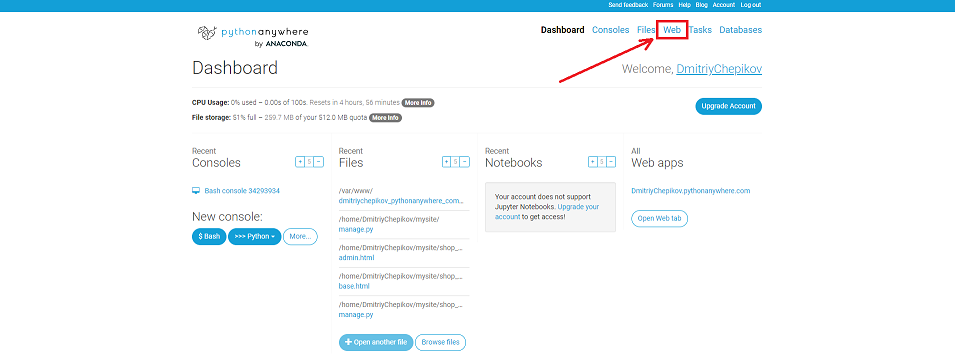 Send feedback Forums Help Blog Account Log out
pythonanywhere
by ANACONDA.
Dashboard Consoles Files Web Tasks Databases
Dashboard
Welcome, DmitriyChepikov
CPU Usage: 0% used – 0.00s of 100s. Resets in 4 hours, 56 minutes More Info
File storage: 51% full – 259.7 MB of your 512.0 MB quota More Info
Upgrade Account
Recent
Consoles
+ 5 −
Bash console 34293934
New console:
$ Bash >>> Python More...
Recent
Files
+ 5 −
/var/www/
dmitriychepikov_pythonanywhere_com...
/home/DmitriyChepikov/mysite/
manage.py
/home/DmitriyChepikov/mysite/shop_...
admin.html
/home/DmitriyChepikov/mysite/shop_...
base.html
/home/DmitriyChepikov/mysite/shop_...
manage.py
+ Open another file Browse files
Recent
Notebooks
+ 5 −
Your account does not support
Jupyter Notebooks. Upgrade your
account to get access!
All
Web apps
DmitriyChepikov.pythonanywhere.com
Open Web tab